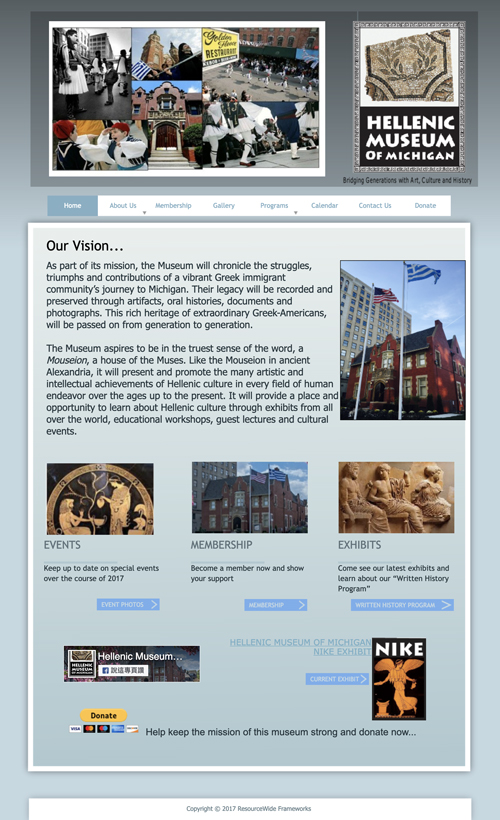 Golden Fleece
RESTAURANT
HELLENIC
MUSEUM
OF MICHIGAN
Bridging Generations with Art, Culture and History
Home About Us Membership Gallery Programs Calendar Contact Us Donate
Our Vision...
As part of its mission, the Museum will chronicle the struggles,
triumphs and contributions of a vibrant Greek immigrant
community's journey to Michigan. Their legacy will be recorded and
preserved through artifacts, oral histories, documents and
photographs. This rich heritage of extraordinary Greek-Americans,
will be passed on from generation to generation.
The Museum aspires to be in the truest sense of the word, a
Mouseion, a house of the Muses. Like the Mouseion in ancient
Alexandria, it will present and promote the many artistic and
intellectual achievements of Hellenic culture in every field of human
endeavor over the ages up to the present. It will provide a place and
opportunity to learn about Hellenic culture through exhibits from all
over the world, educational workshops, guest lectures and cultural
events.
EVENTS
Keep up to date on special events
over the course of 2017
EVENT PHOTOS
MEMBERSHIP
Become a member now and show
your support
MEMBERSHIP
EXHIBITS
Come see our latest exhibits and
learn about our "Written History
Program"
WRITTEN HISTORY PROGRAM
HELLENIC
MUSEUM
OF MICHIGAN
Hellenic Museum...
說這專頁讚
HELLENIC MUSEUM OF MICHIGAN
NIKE EXHIBIT
CURRENT EXHIBIT
NIKE
Donate
VISA
Help keep the mission of this museum strong and donate now...
Copyright © 2017 ResourceWide Frameworks